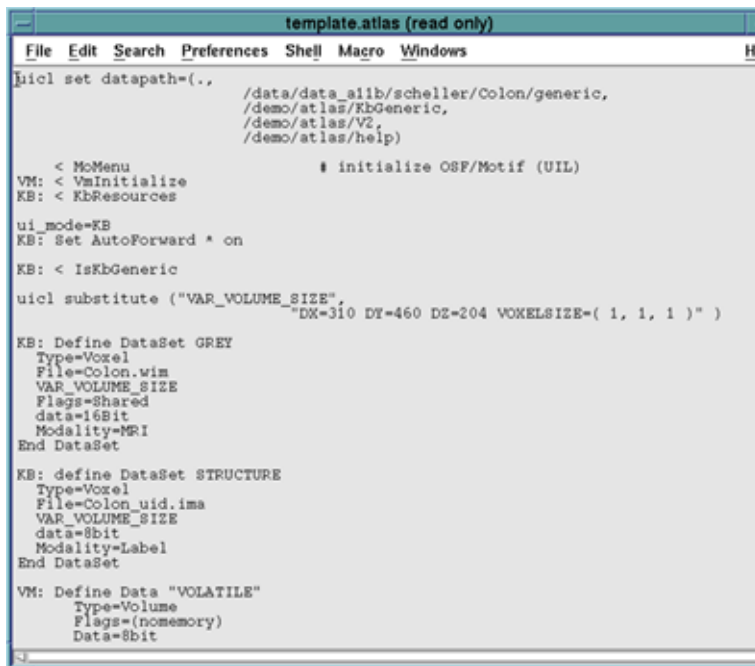 template.atlas (read only)
File Edit Search Preferences Shell Macro Windows H
uicl set datapath=(.,
/data/data_a11b/scheller/Colon/generic,
/demo/atlas/KbGeneric,
/demo/atlas/V2,
/demo/atlas/help)
< MoMenu # initialize OSF/Motif (UIL)
VM: < VmInitialize
KB: < KbResources
ui_mode=KB
KB: Set AutoForward * on
KB: < IsKbGeneric
uicl substitute ("VAR_VOLUME_SIZE",
"DX=310 DY=460 DZ=204 VOXELSIZE=( 1, 1, 1 )" )
KB: Define DataSet GREY
Type=Voxel
File=Colon.wim
VAR_VOLUME_SIZE
Flags=Shared
data=16Bit
Modality=MRI
End DataSet
KB: define DataSet STRUCTURE
Type=Voxel
File=Colon_uid.ima
VAR_VOLUME_SIZE
data=8bit
Modality=Label
End DataSet
VM: Define Data "VOLATILE"
Type=Volume
Flags=(nomemory)
Data=8bit